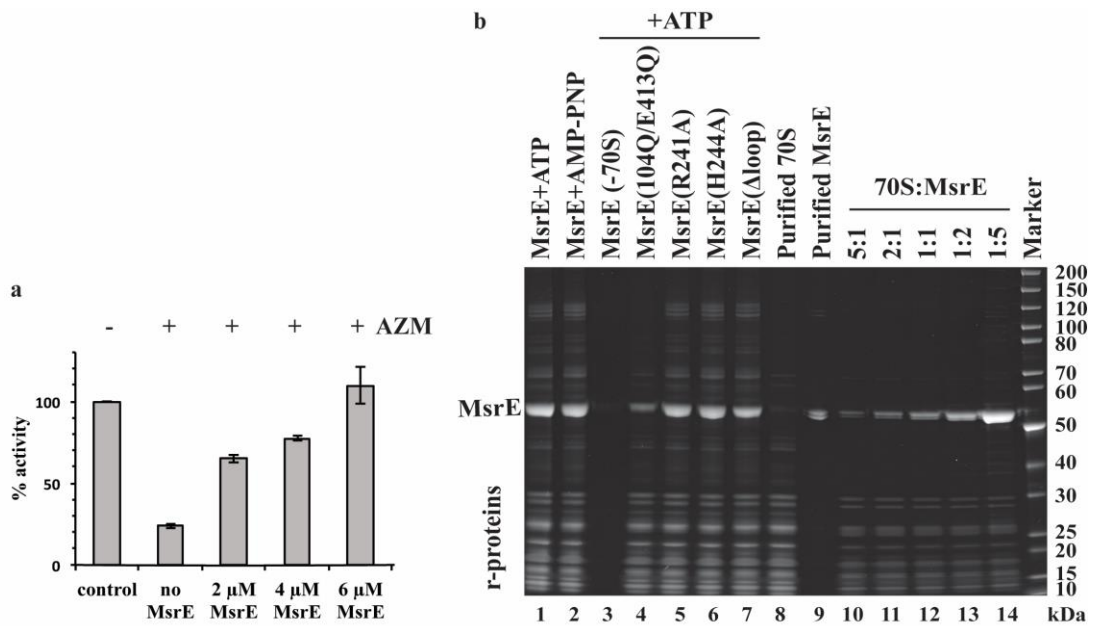 a
- + + + + AZM
% activity
100
50
0
control
no MsrE
2 µM MsrE
4 µM MsrE
6 µM MsrE
b
+ATP
MsrE+ATP
MsrE+AMP-PNP
MsrE (-70S)
MsrE(104Q/E413Q)
MsrE(R241A)
MsrE(H244A)
MsrE(Δloop)
Purified 70S
Purified MsrE
70S:MsrE
5:1
2:1
1:1
1:2
1:5
Marker
MsrE
r-proteins
200
150
120
100
80
70
60
50
40
30
25
20
15
10
1 2 3 4 5 6 7 8 9 10 11 12 13 14 kDa